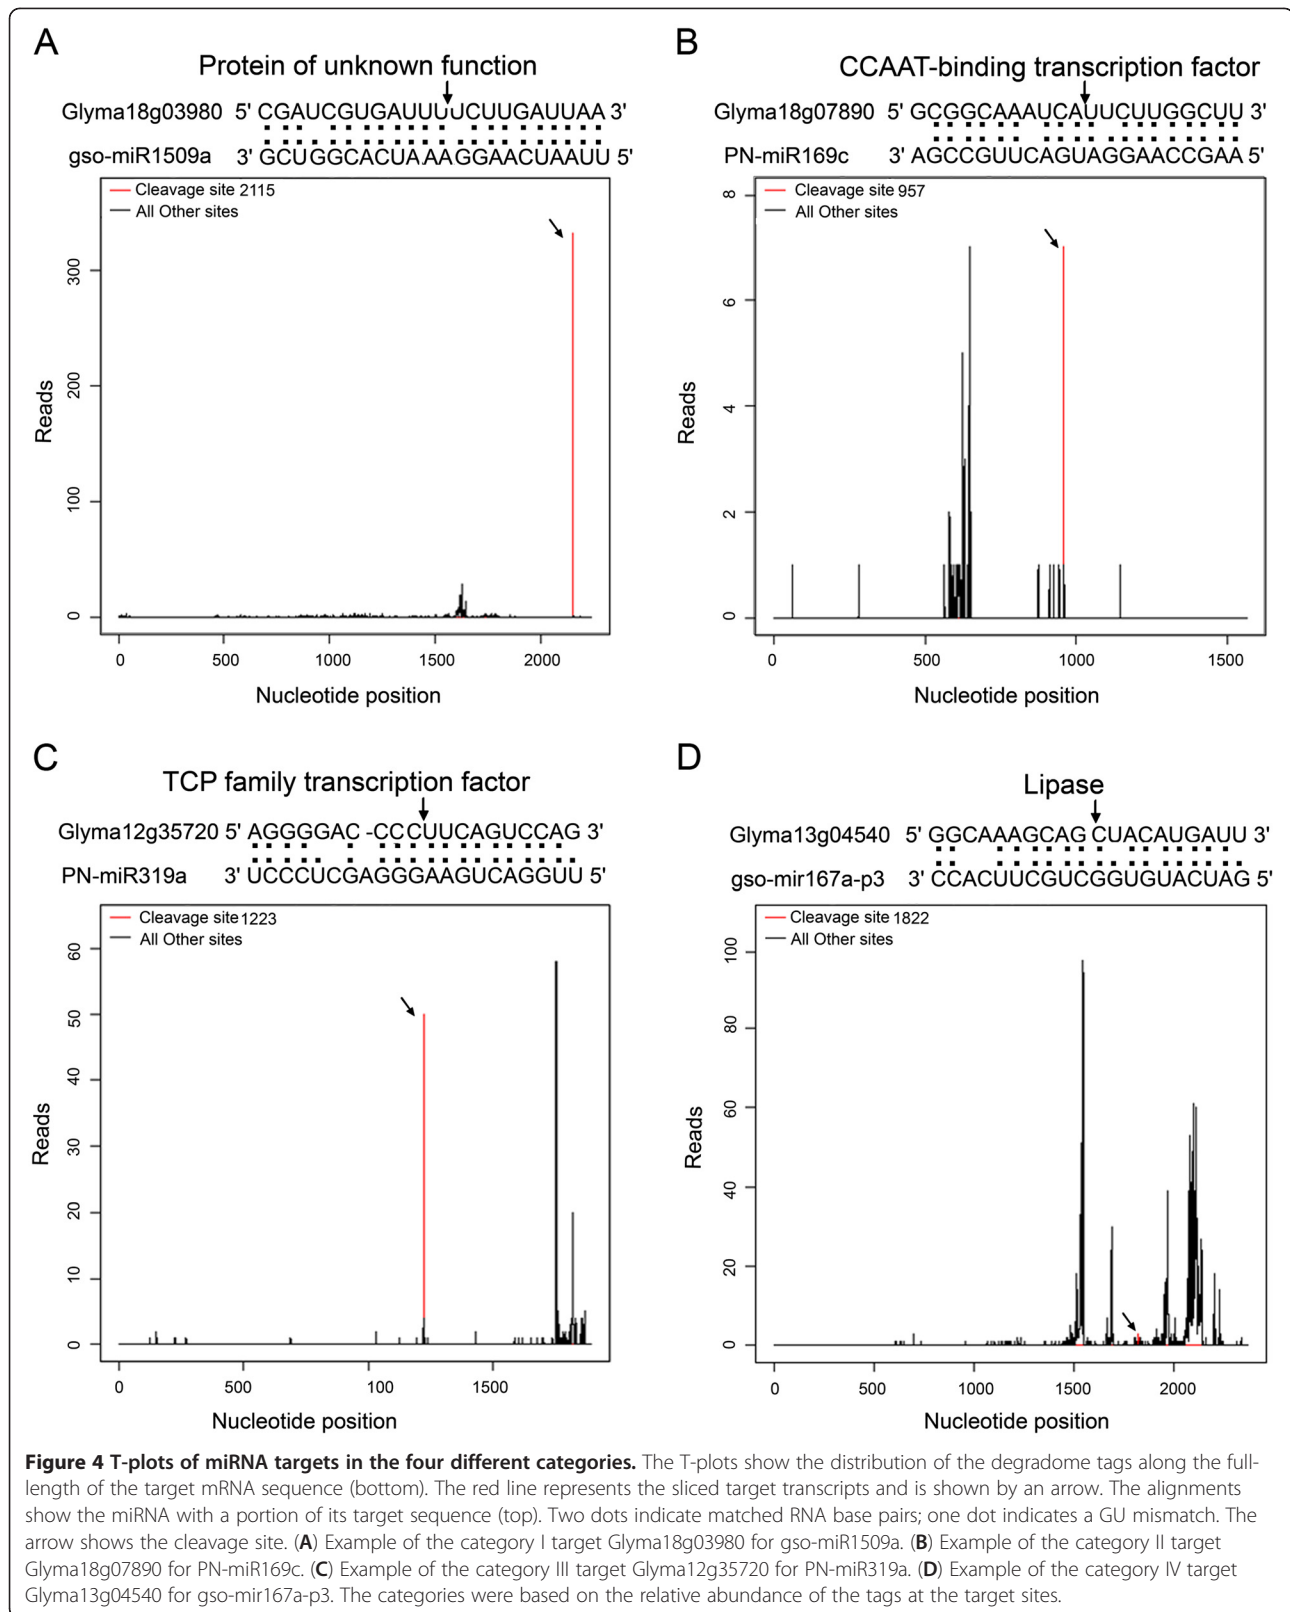 A
Protein of unknown function
Glyma18g03980 5' CGAUCGUGAUUUUCUUGAUUAA 3'
gso-miR1509a 3' GCUGGCACUAAAGGAACUAAUU 5'
Cleavage site 2115
All Other sites
300
200
100
0
Reads
0 500 1000 1500 2000
Nucleotide position
B
CCAAT-binding transcription factor
Glyma18g07890 5' GCGGCAAAUCAUUCUUGGCUU 3'
PN-miR169c 3' AGCCGUUCAGUAGGAACCGAA 5'
Cleavage site 957
All Other sites
8
6
4
2
0
Reads
0 500 1000 1500
Nucleotide position
C
TCP family transcription factor
Glyma12g35720 5' AGGGGAC -CCCUUCAGUCCAG 3'
PN-miR319a 3' UCCCUCGAGGGAAGUCAGGUU 5'
Cleavage site 1223
All Other sites
60
50
40
30
20
10
0
Reads
0 500 100 1500
Nucleotide position
D
Lipase
Glyma13g04540 5' GGCAAAGCAG CUACAUGAUU 3'
gso-mir167a-p3 3' CCACUUCGUCGGUGUACUAG 5'
Cleavage site 1822
All Other sites
100
80
60
40
20
0
Reads
0 500 1000 1500 2000
Nucleotide position
Figure 4 T-plots of miRNA targets in the four different categories. The T-plots show the distribution of the degradome tags along the full-
length of the target mRNA sequence (bottom). The red line represents the sliced target transcripts and is shown by an arrow. The alignments
show the miRNA with a portion of its target sequence (top). Two dots indicate matched RNA base pairs; one dot indicates a GU mismatch. The
arrow shows the cleavage site. (A) Example of the category I target Glyma18g03980 for gso-miR1509a. (B) Example of the category II target
Glyma18g07890 for PN-miR169c. (C) Example of the category III target Glyma12g35720 for PN-miR319a. (D) Example of the category IV target
Glyma13g04540 for gso-mir167a-p3. The categories were based on the relative abundance of the tags at the target sites.